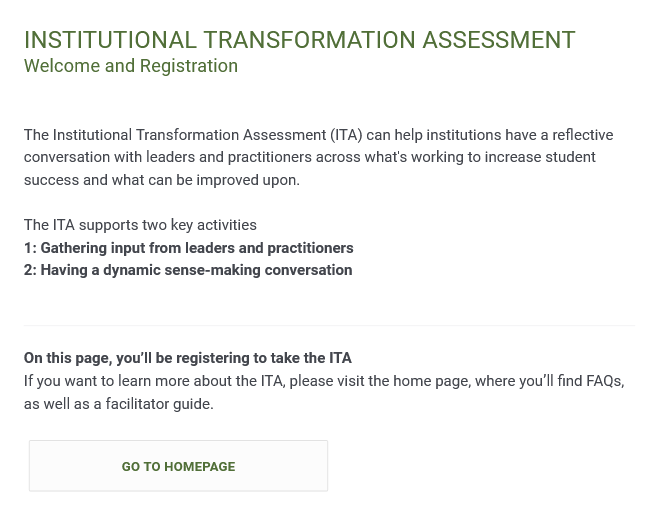 INSTITUTIONAL TRANSFORMATION ASSESSMENT
Welcome and Registration
The Institutional Transformation Assessment (ITA) can help institutions have a reflective
conversation with leaders and practitioners across what's working to increase student
success and what can be improved upon.
The ITA supports two key activities
1: Gathering input from leaders and practitioners
2: Having a dynamic sense-making conversation
On this page, you’ll be registering to take the ITA
If you want to learn more about the ITA, please visit the home page, where you’ll find FAQs,
as well as a facilitator guide.
GO TO HOMEPAGE